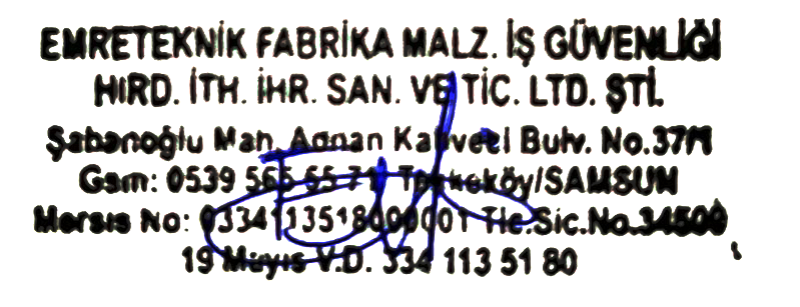 EMRETEKNİK FABRİKA MALZ. İŞ GÜVENLİĞİ
HIRD. İTH. İHR. SAN. VE TİC. LTD. ŞTİ.
Şabanoğlu Mah. Adnan Kahveci Bulv. No.37/1
Gsm: 0539 565 55 71 Tekkeköy/SAMSUN
Mersis No: 0334113518000001 Tic.Sic.No.34509
19 Mayıs V.D. 334 113 51 80